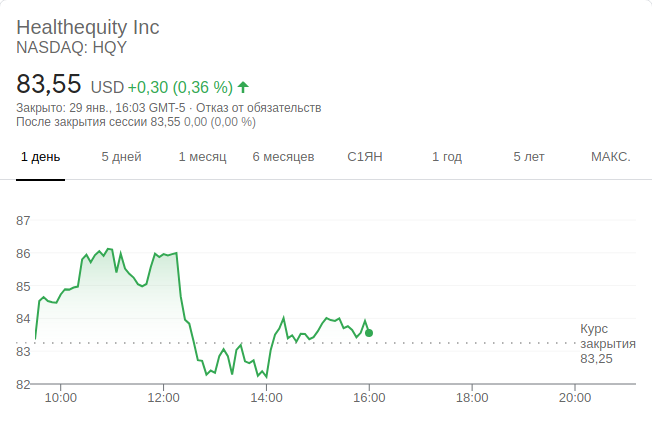 Healthequity Inc
NASDAQ: HQY
83,55 USD +0,30 (0,36 %)
Закрыто: 29 янв., 16:03 GMT-5 · Отказ от обязательств
После закрытия сессии 83,55 0,00 (0,00 %)
1 день 5 дней 1 месяц 6 месяцев С1ЯН 1 год 5 лет МАКС.
87
86
85
84
83
82
Курс
закрытия
83,25
10:00 12:00 14:00 16:00 18:00 20:00